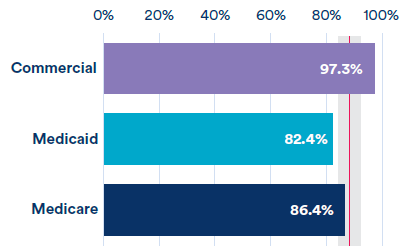 0% 20% 40% 60% 80% 100%
Commercial 97.3%
Medicaid 82.4%
Medicare 86.4%